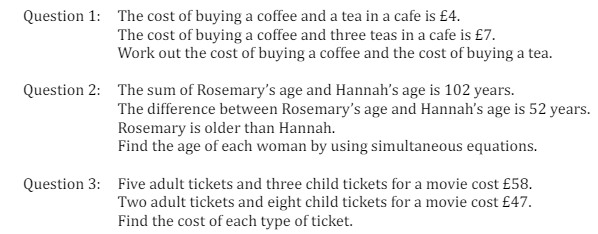 Question 1: The cost of buying a coffee and a tea in a cafe is £4.
The cost of buying a coffee and three teas in a cafe is £7.
Work out the cost of buying a coffee and the cost of buying a tea.
Question 2: The sum of Rosemary's age and Hannah's age is 102 years.
The difference between Rosemary's age and Hannah's age is 52 years.
Rosemary is older than Hannah.
Find the age of each woman by using simultaneous equations.
Question 3: Five adult tickets and three child tickets for a movie cost £58.
Two adult tickets and eight child tickets for a movie cost £47.
Find the cost of each type of ticket.